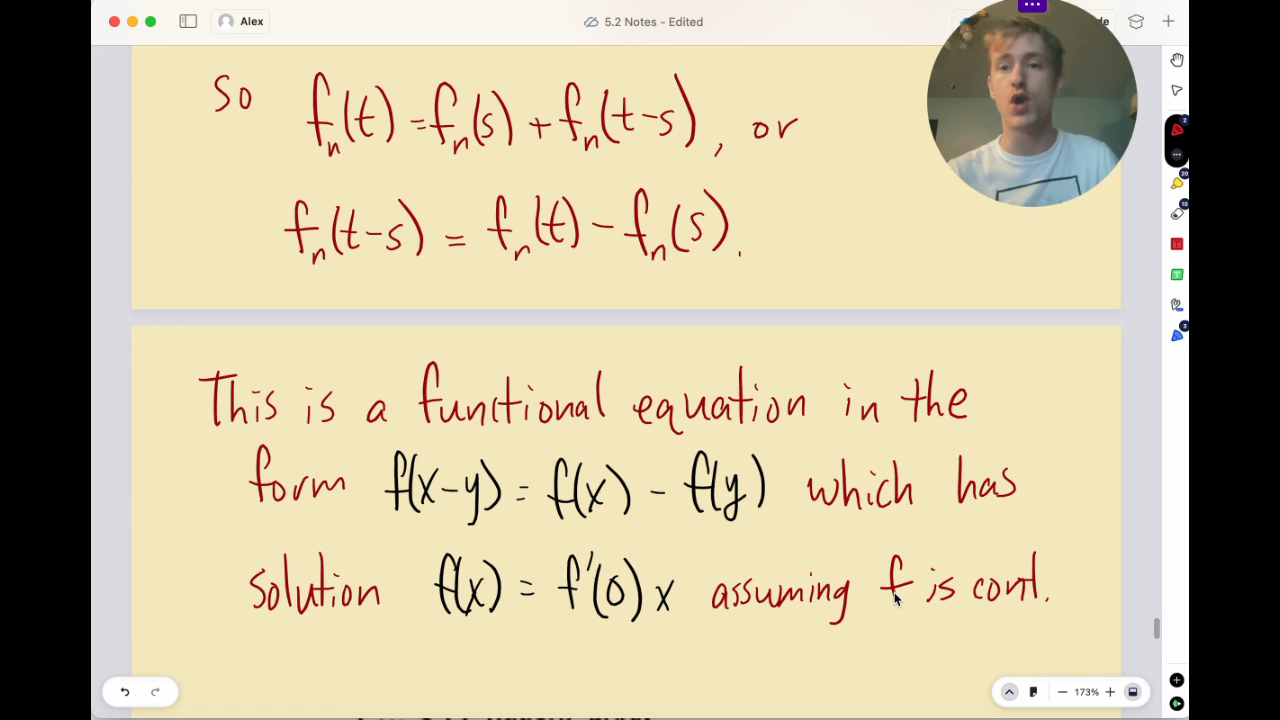 Alex
5.2 Notes - Edited
So f_n(t) = f_n(s) + f_n(t-s), or
f_n(t-s) = f_n(t) - f_n(s).
This is a functional equation in the
form f(x-y) = f(x) - f(y) which has
solution f(x) = f'(0) x assuming f is cont.
173%